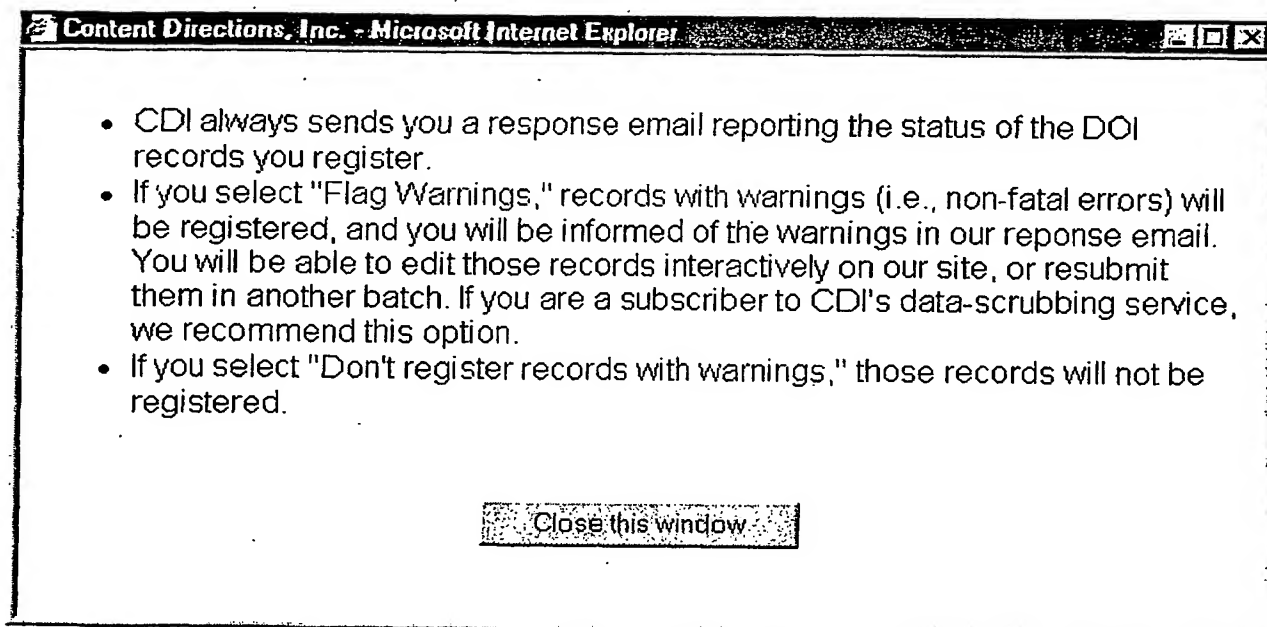 Content Directions, Inc. - Microsoft Internet Explorer
• CDI always sends you a response email reporting the status of the DOI
records you register.
• If you select "Flag Warnings," records with warnings (i.e., non-fatal errors) will
be registered, and you will be informed of the warnings in our reponse email.
You will be able to edit those records interactively on our site, or resubmit
them in another batch. If you are a subscriber to CDI's data-scrubbing service,
we recommend this option.
• If you select "Don't register records with warnings," those records will not be
registered.
Close this window